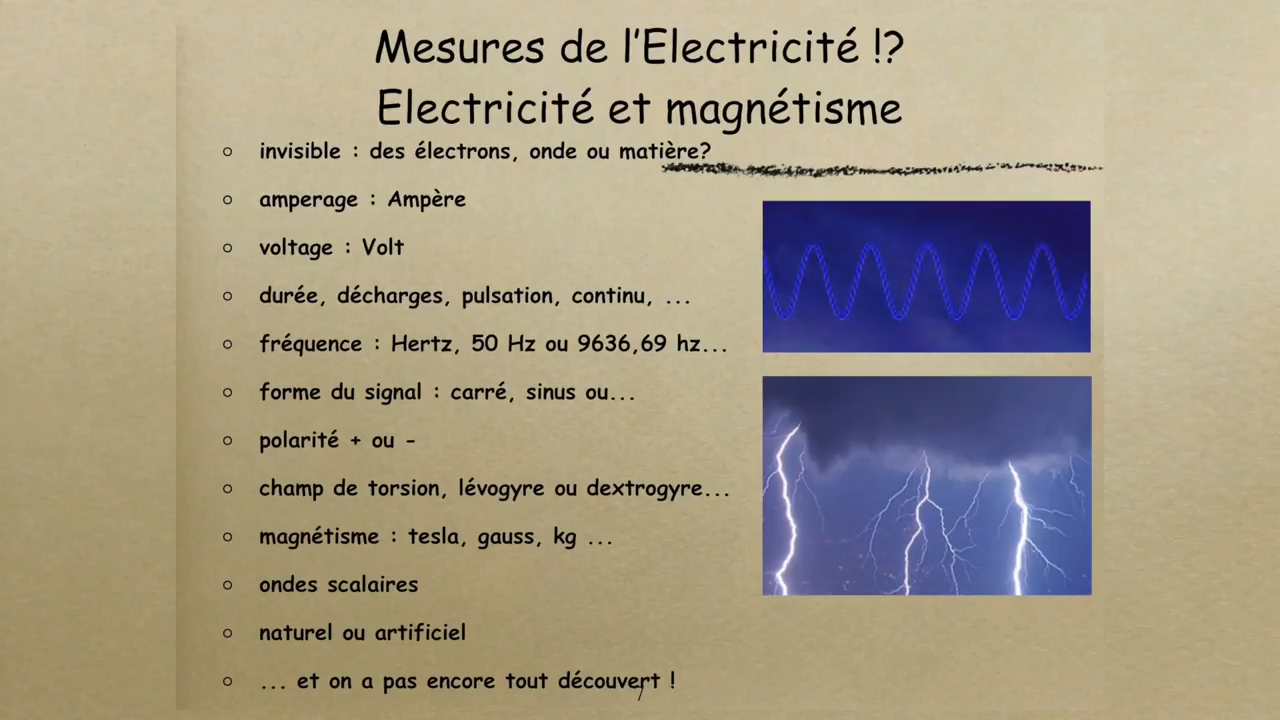 Mesures de l'Electricité !?
Electricité et magnétisme
invisible : des électrons, onde ou matière?
amperage : Ampère
voltage : Volt
durée, décharges, pulsation, continu, ...
fréquence : Hertz, 50 Hz ou 9636,69 hz...
forme du signal : carré, sinus ou...
polarité + ou -
champ de torsion, lévogyre ou dextrogyre...
magnétisme : tesla, gauss, kg ...
ondes scalaires
naturel ou artificiel
... et on a pas encore tout découvert !
7